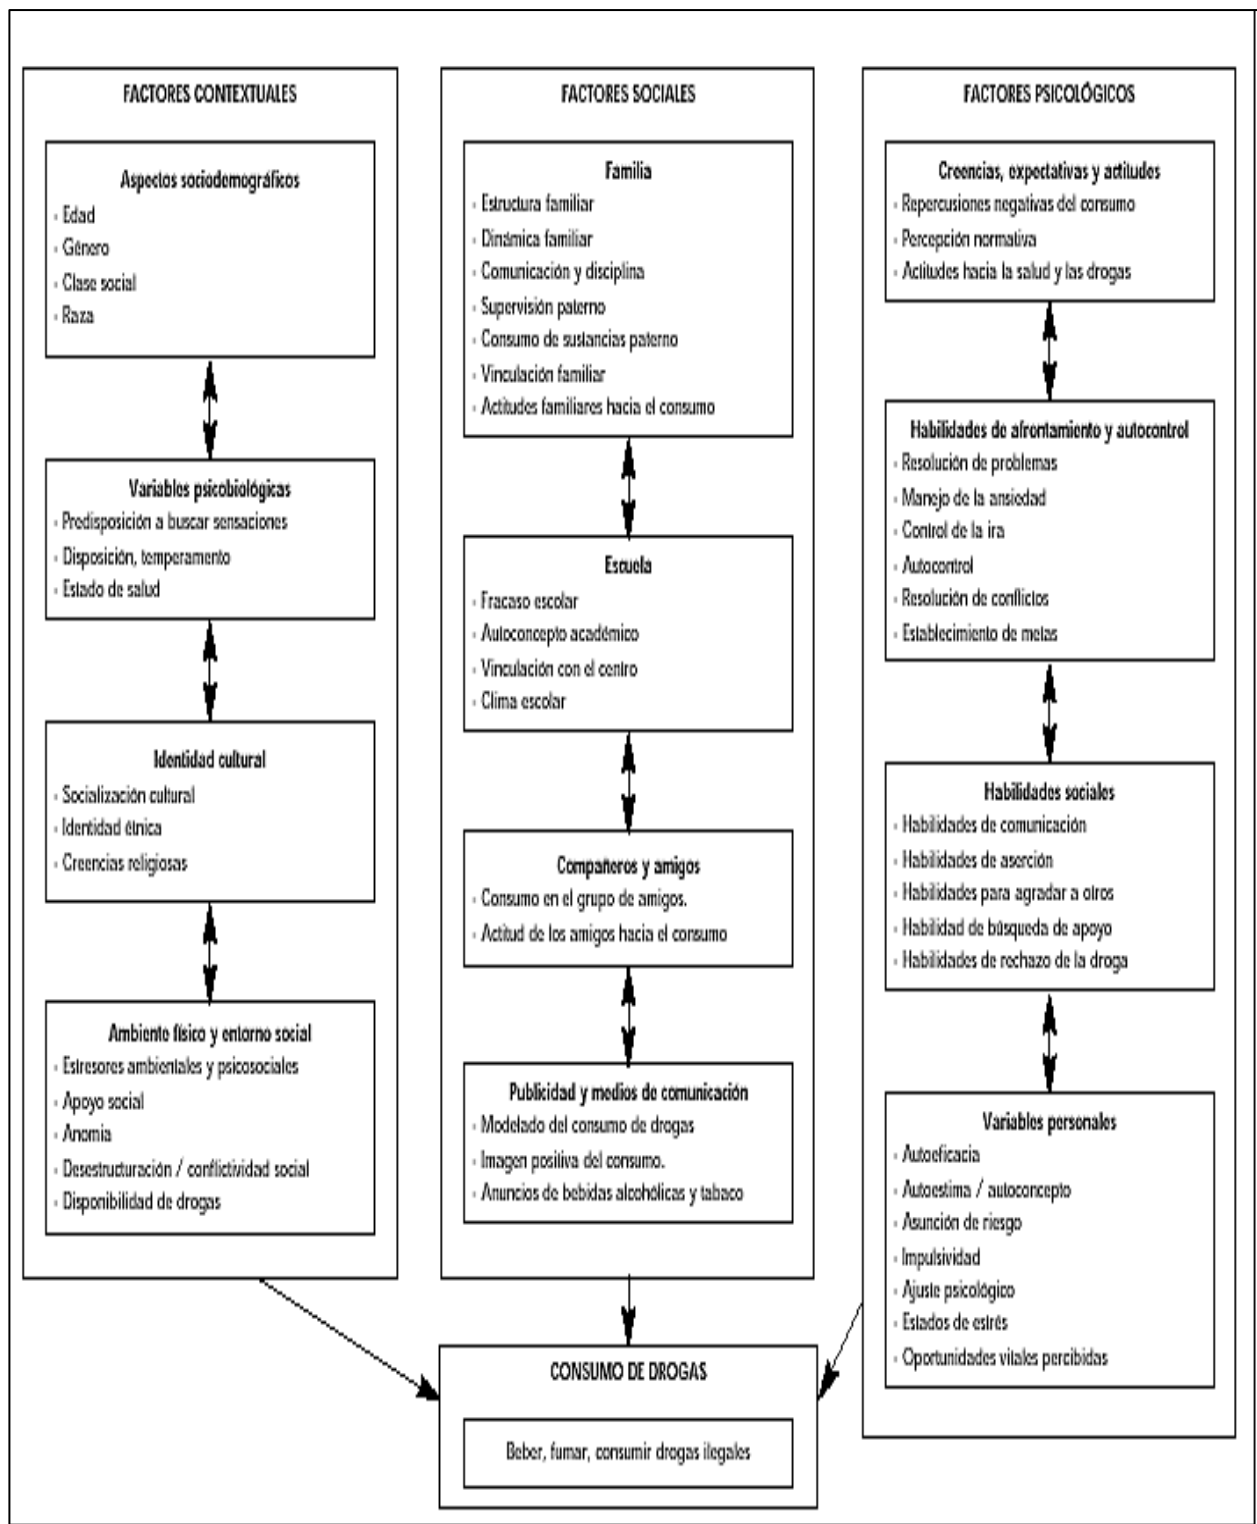 FACTORES CONTEXTUALES
Aspectos sociodemográficos
- Edad
- Género
- Clase social
- Raza
Variables psicobiológicas
- Predisposición a buscar sensaciones
- Disposición, temperamento
- Estado de salud
Identidad cultural
- Socialización cultural
- Identidad étnica
- Creencias religiosas
Ambiente físico y entorno social
- Estresores ambientales y psicosociales
- Apoyo social
- Anomia
- Desestructuración / conflictividad social
- Disponibilidad de drogas
FACTORES SOCIALES
Familia
- Estructura familiar
- Dinámica familiar
- Comunicación y disciplina
- Supervisión paterno
- Consumo de sustancias paterno
- Vinculación familiar
- Actitudes familiares hacia el consumo
Escuela
- Fracaso escolar
- Autoconcepto académico
- Vinculación con el centro
- Clima escolar
Compañeros y amigos
- Consumo en el grupo de amigos.
- Actitud de los amigos hacia el consumo
Publicidad y medios de comunicación
- Modelado del consumo de drogas
- Imagen positiva del consumo.
- Anuncios de bebidas alcohólicas y tabaco
FACTORES PSICOLÓGICOS
Creencias, expectativas y actitudes
- Repercusiones negativas del consumo
- Percepción normativa
- Actitudes hacia la salud y las drogas
Habilidades de afrontamiento y autocontrol
- Resolución de problemas
- Manejo de la ansiedad
- Control de la ira
- Autocontrol
- Resolución de conflictos
- Establecimiento de metas
Habilidades sociales
- Habilidades de comunicación
- Habilidades de aserción
- Habilidades para agradar a otros
- Habilidad de búsqueda de apoyo
- Habilidades de rechazo de la droga
Variables personales
- Autoeficacia
- Autoestima / autoconcepto
- Asunción de riesgo
- Impulsividad
- Ajuste psicológico
- Estados de estrés
- Oportunidades vitales percibidas
CONSUMO DE DROGAS
Beber, fumar, consumir drogas ilegales